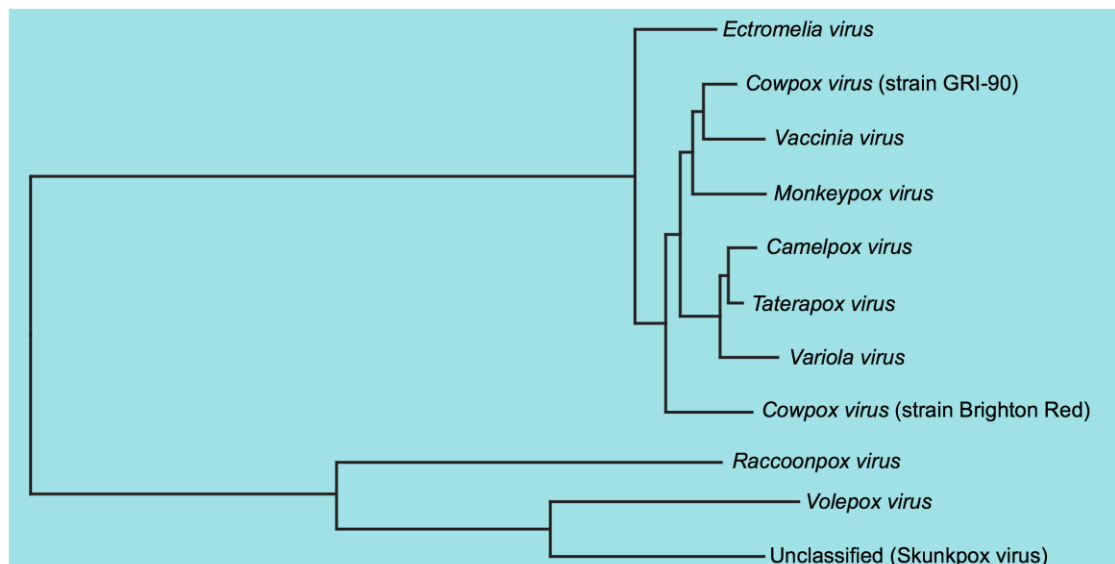 Ectromelia virus
Cowpox virus (strain GRI-90)
Vaccinia virus
Monkeypox virus
Camelpox virus
Taterapox virus
Variola virus
Cowpox virus (strain Brighton Red)
Raccoonpox virus
Volepox virus
Unclassified (Skunkpox virus)